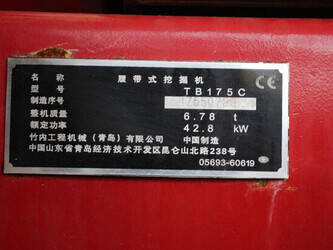 名 称 履带式挖掘机 CE
型 号 TB175C
制造序号
整机质量 6.78 t
额定功率 42.8 kW
竹内工程机械(青岛)有限公司 中国制造
中国山东省青岛经济技术开发区昆仑山北路238号
05693-60619